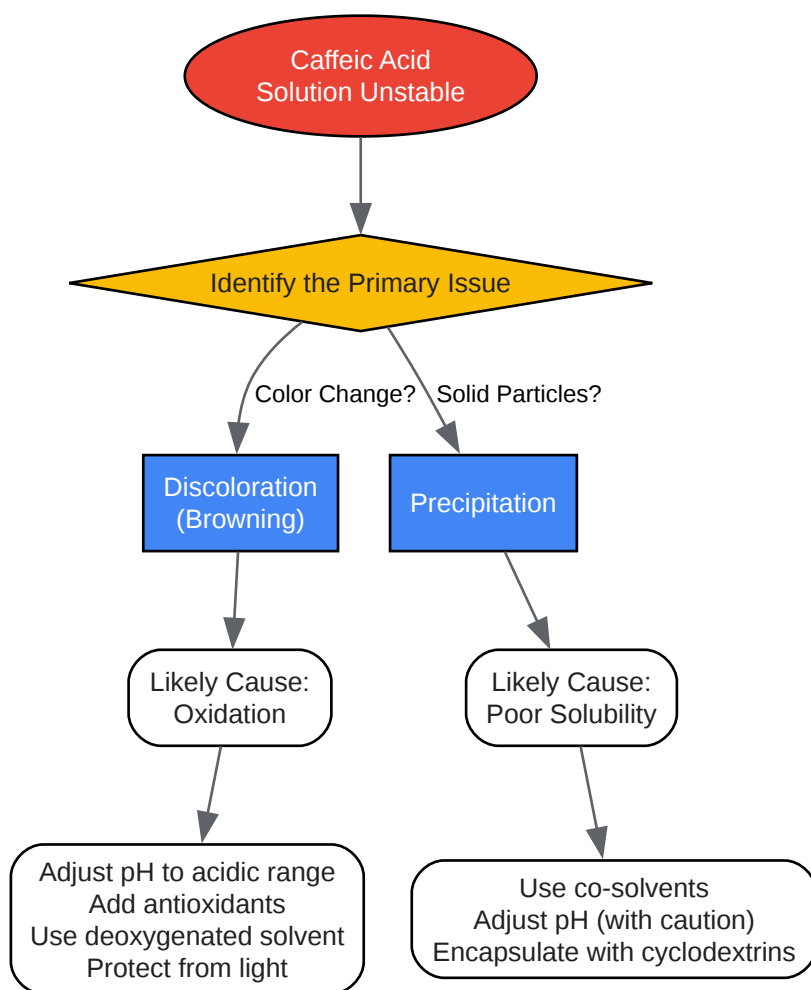 Caffeic Acid
Solution Unstable
Identify the Primary Issue
Color Change?
Solid Particles?
Discoloration
(Browning)
Precipitation
Likely Cause:
Oxidation
Likely Cause:
Poor Solubility
Adjust pH to acidic range
Add antioxidants
Use deoxygenated solvent
Protect from light
Use co-solvents
Adjust pH (with caution)
Encapsulate with cyclodextrins